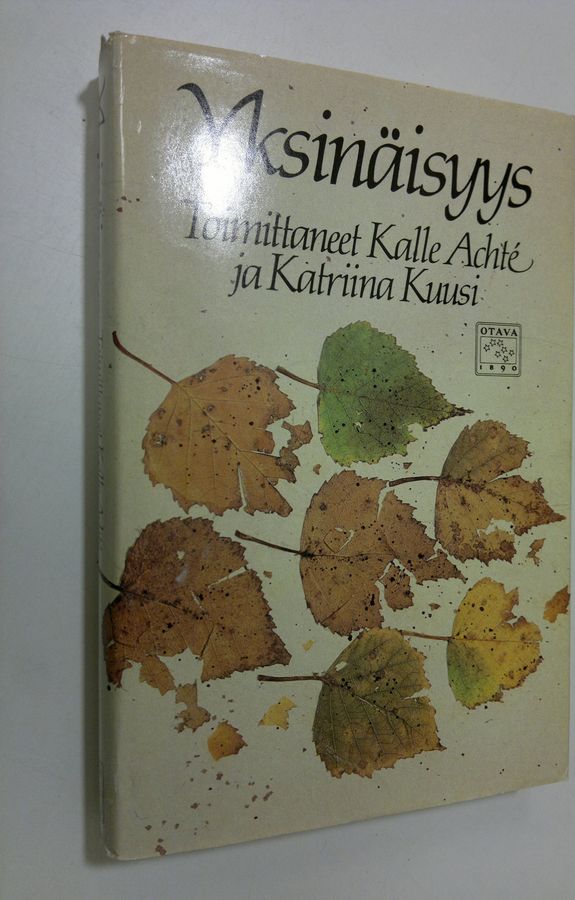 Yksinäisyys
Toimittaneet Kalle Achté
ja Katriina Kuusi
OTAVA
1890